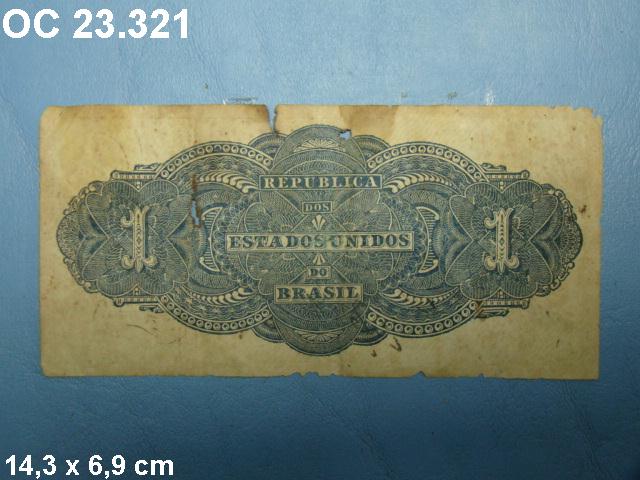 OC 23.321
REPUBLICA
DOS
1 ESTADOS UNIDOS 1
DO
BRASIL
14,3 x 6,9 cm